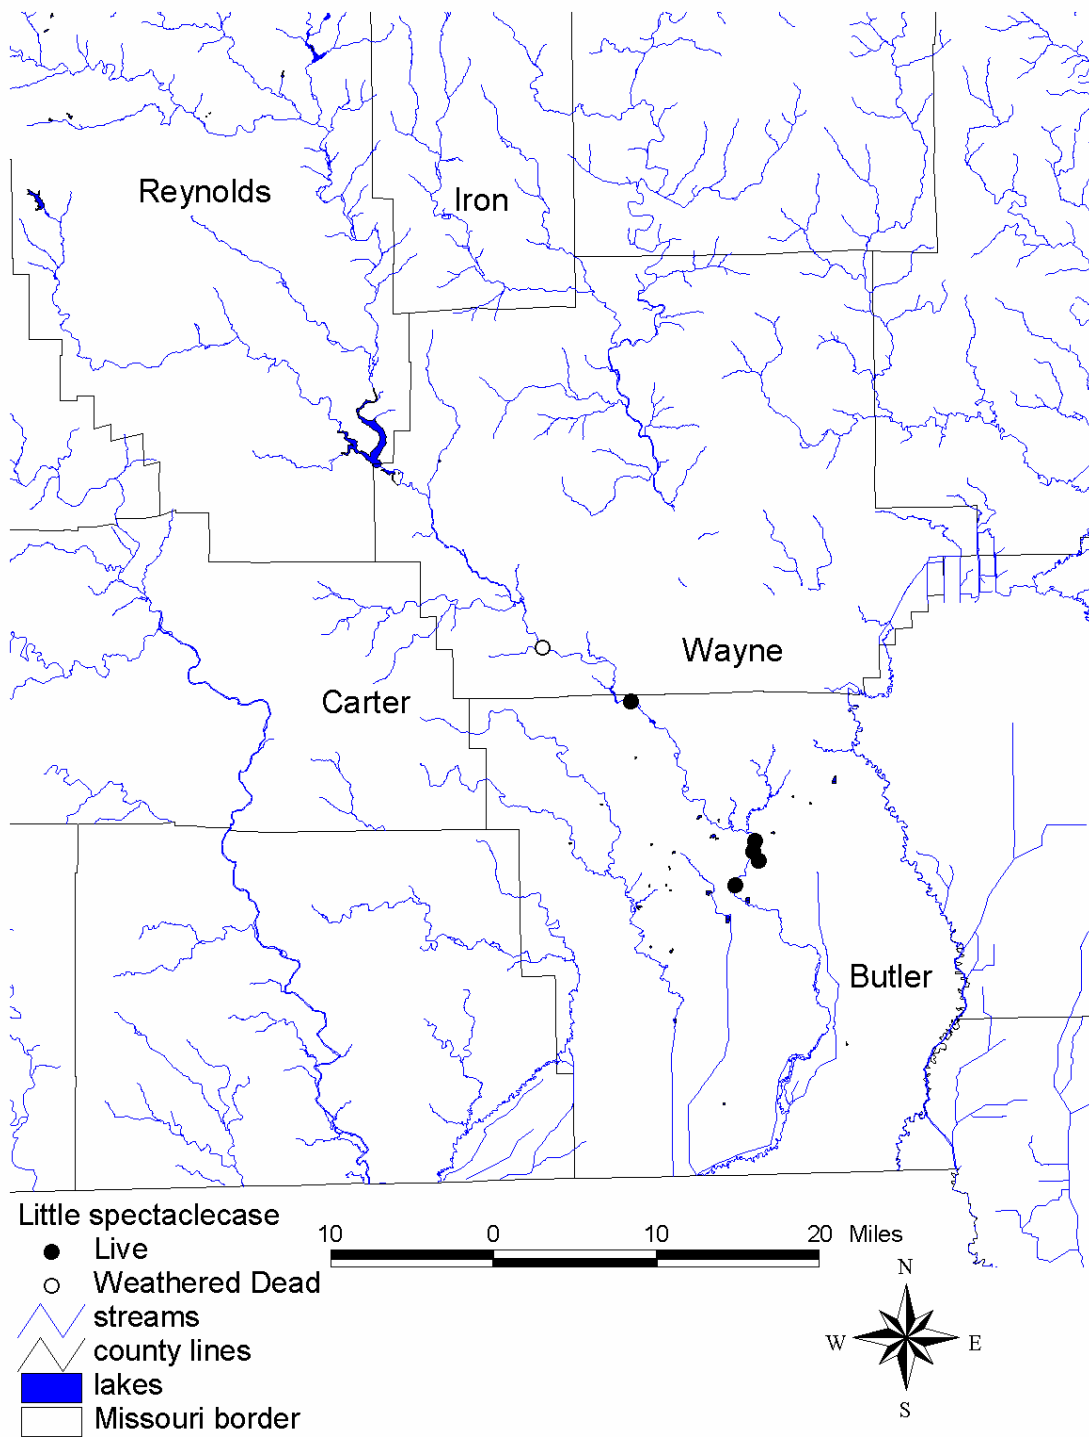 Reynolds
Iron
Wayne
Carter
Butler
Little spectaclecase
Live
Weathered Dead
streams
county lines
lakes
Missouri border
10 0 10 20 Miles
N
W E
S